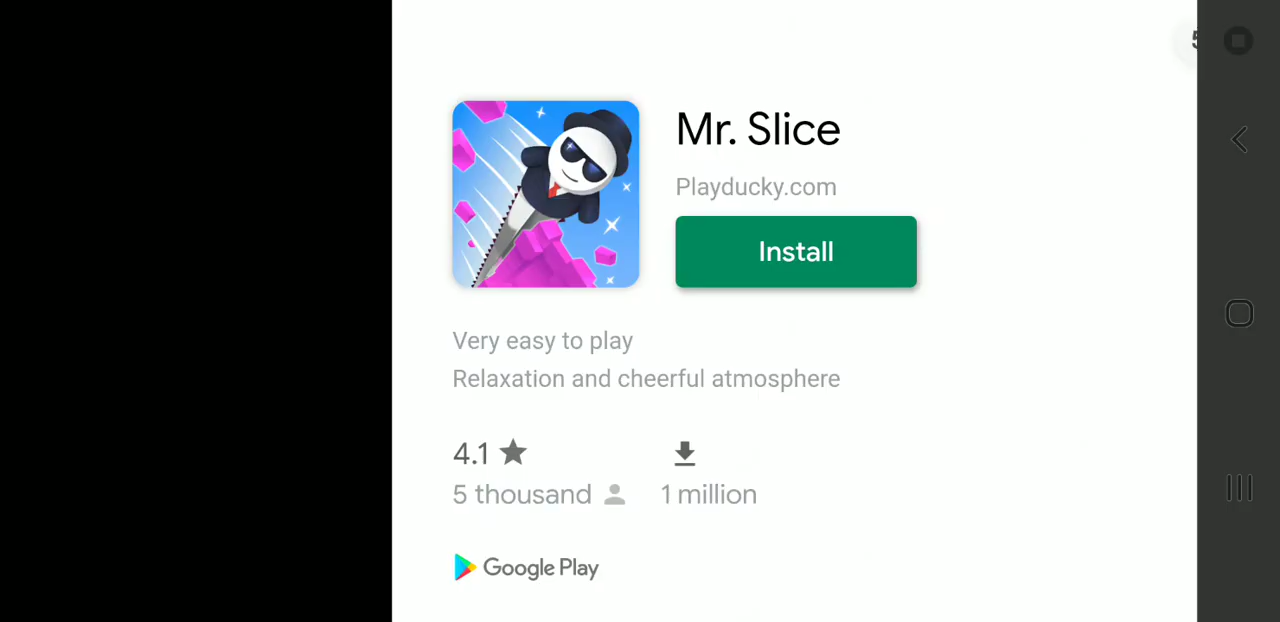 Mr. Slice
Playducky.com
Install
Very easy to play
Relaxation and cheerful atmosphere
4.1
5 thousand
1 million
Google Play